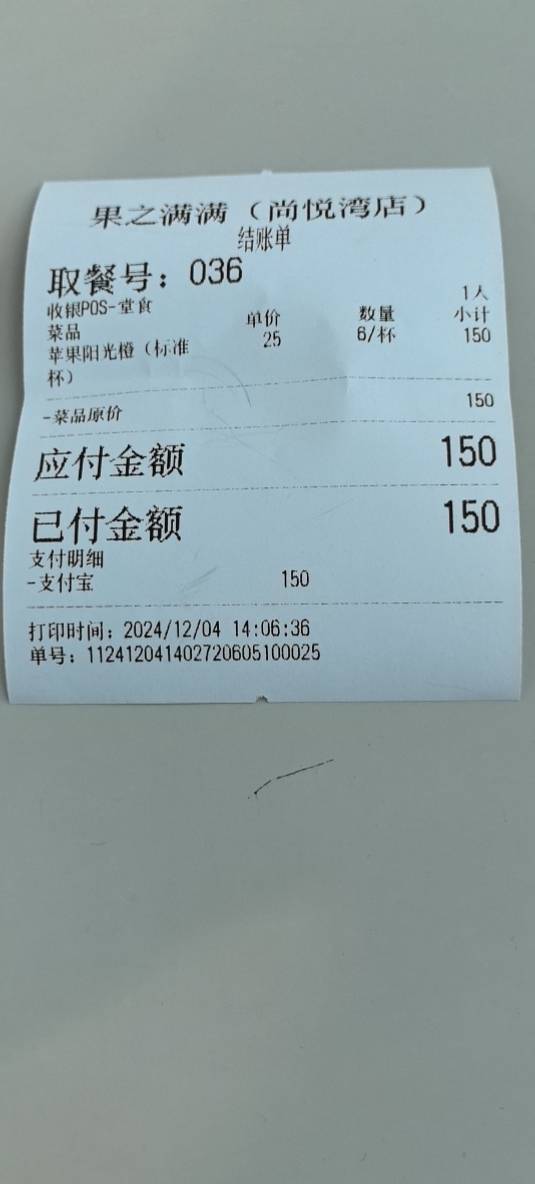 果之满满（尚悦湾店）
结账单
取餐号：036
收银POS-堂食 1人
菜品 单价 数量 小计
苹果阳光橙（标准 25 6/杯 150
杯）
-菜品原价 150
应付金额 150
已付金额 150
支付明细
-支付宝 150
打印时间：2024/12/04 14:06:36
单号：112412041402720605100025